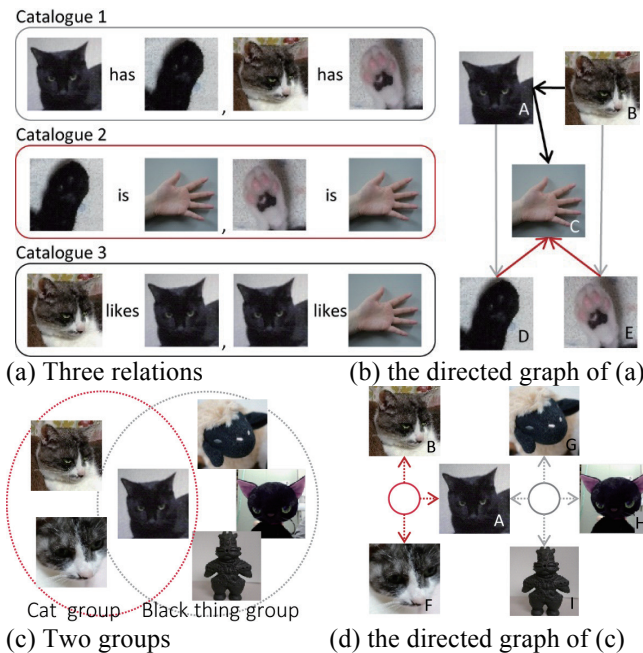 Catalogue 1
has , has
Catalogue 2
is , is
Catalogue 3
likes , likes
A B
C
D E
(a) Three relations (b) the directed graph of (a)
B G
A H
F I
Cat group Black thing group
(c) Two groups (d) the directed graph of (c)